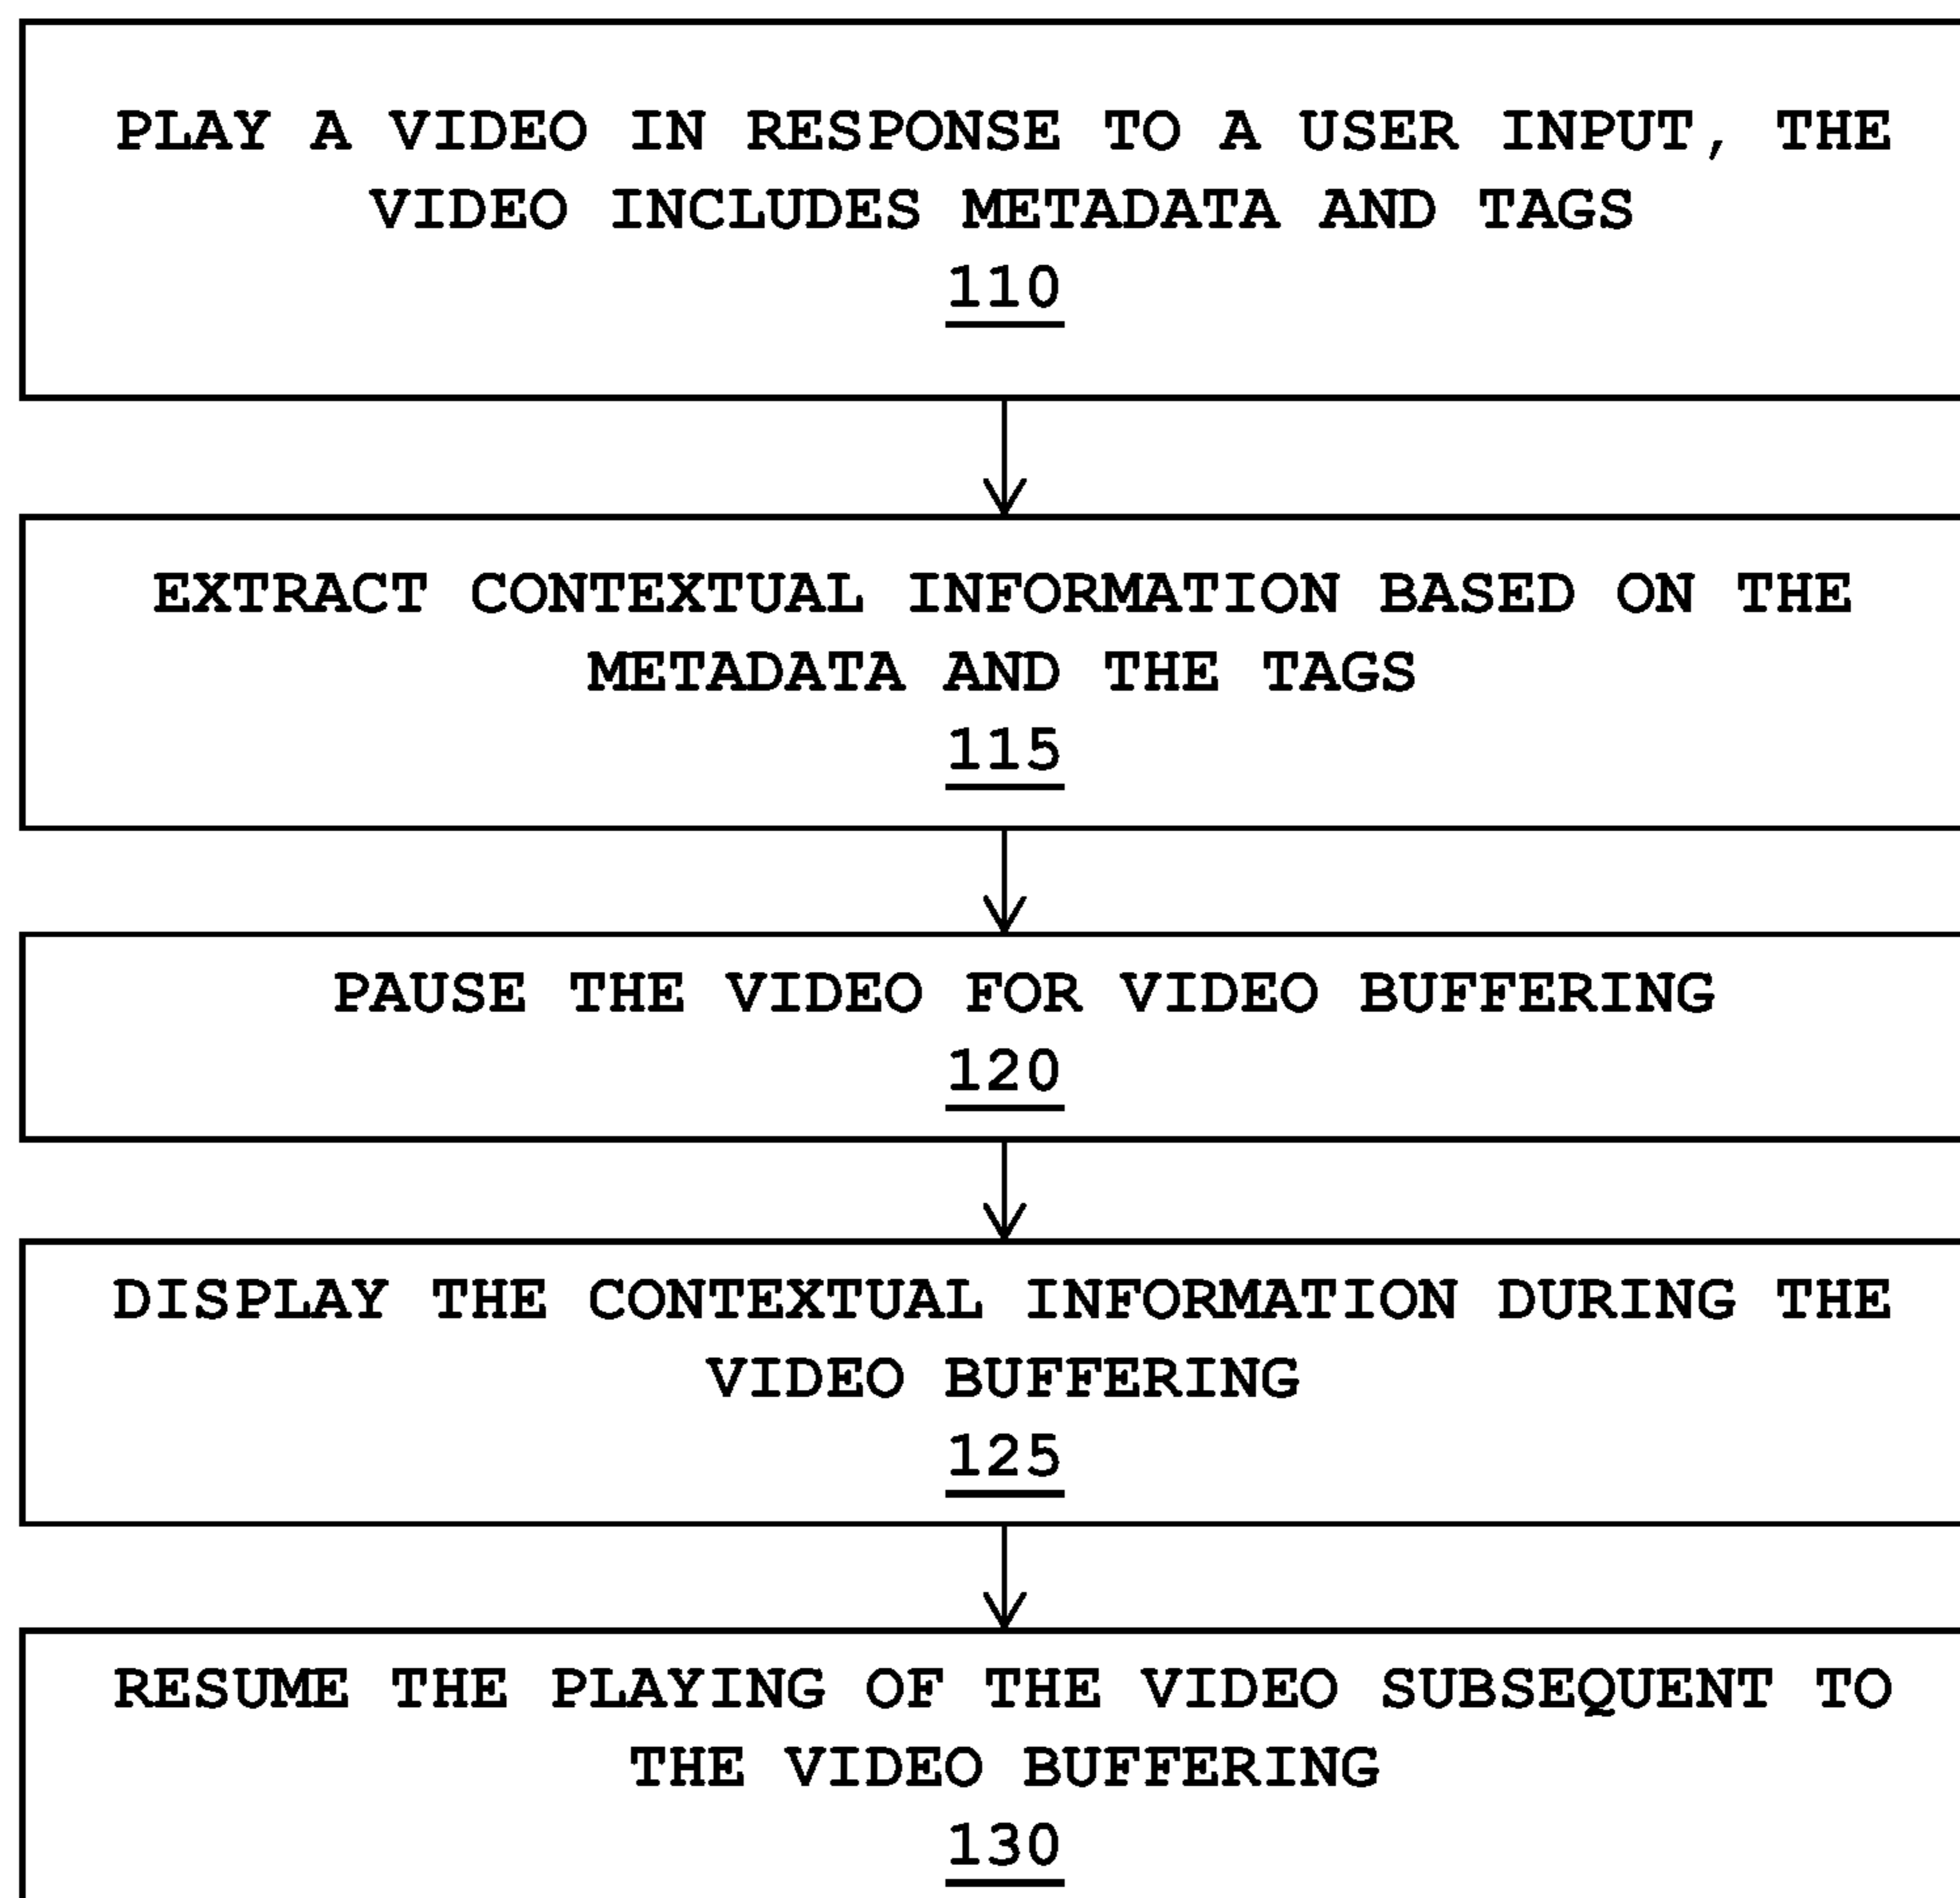 PLAY A VIDEO IN RESPONSE TO A USER INPUT, THE
VIDEO INCLUDES METADATA AND TAGS
110
EXTRACT CONTEXTUAL INFORMATION BASED ON THE
METADATA AND THE TAGS
115
PAUSE THE VIDEO FOR VIDEO BUFFERING
120
DISPLAY THE CONTEXTUAL INFORMATION DURING THE
VIDEO BUFFERING
125
RESUME THE PLAYING OF THE VIDEO SUBSEQUENT TO
THE VIDEO BUFFERING
130